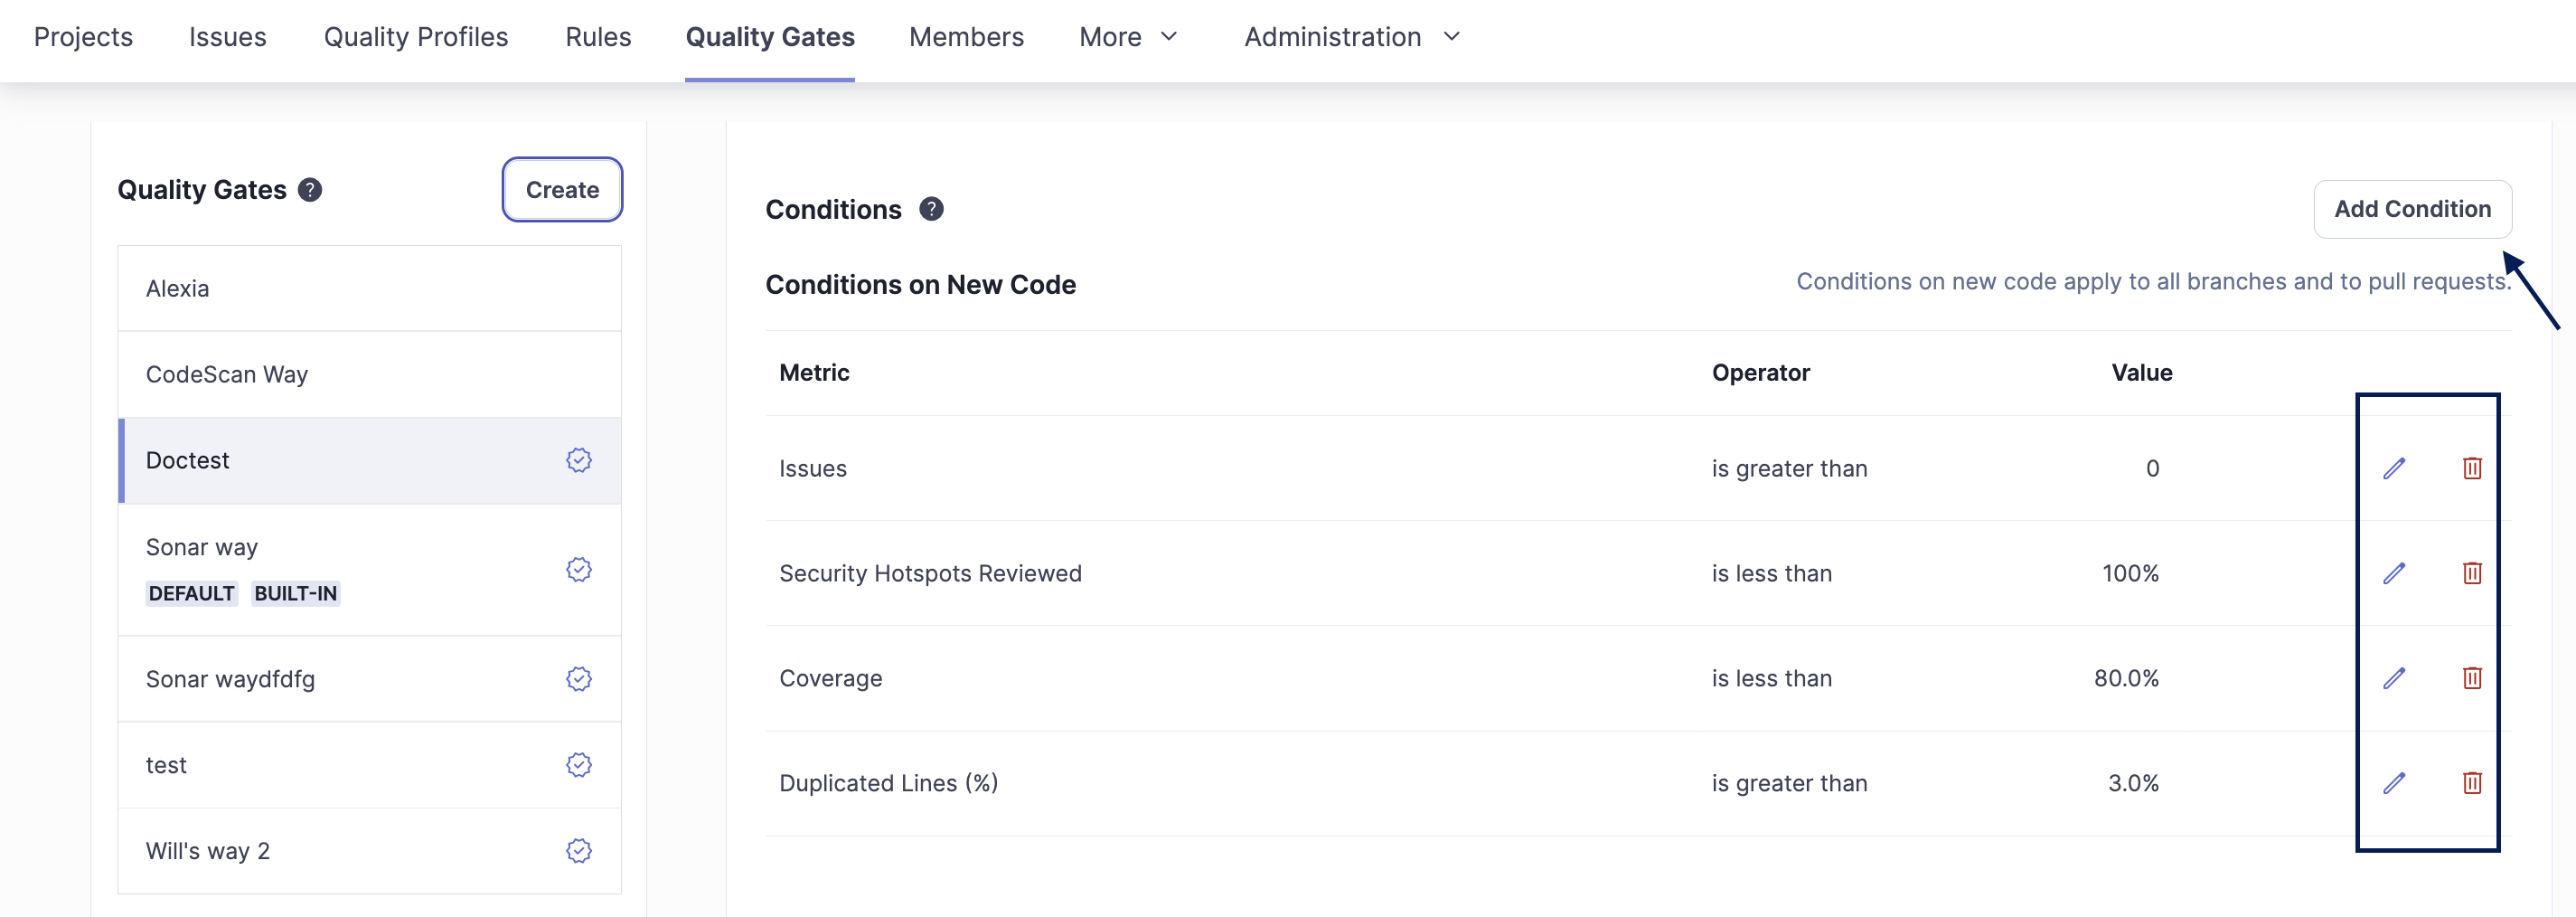 Projects Issues Quality Profiles Rules Quality Gates Members More Administration
Quality Gates ? Create
Alexia
CodeScan Way
Doctest
Sonar way
DEFAULT BUILT-IN
Sonar waydfdfg
test
Will's way 2
Conditions ? Add Condition
Conditions on New Code Conditions on new code apply to all branches and to pull requests.
Metric Operator Value
Issues is greater than 0
Security Hotspots Reviewed is less than 100%
Coverage is less than 80.0%
Duplicated Lines (%) is greater than 3.0%